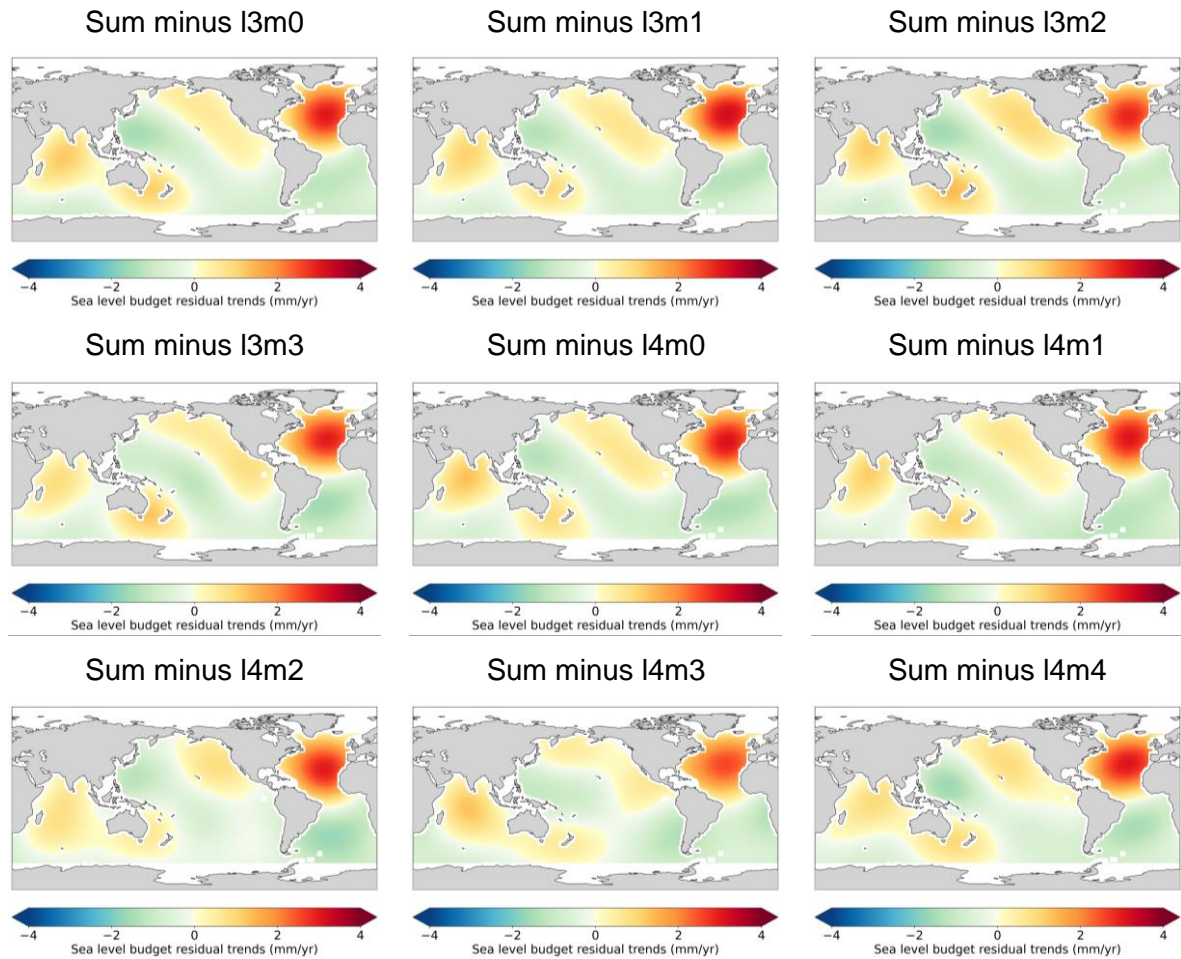 Sum minus l3m0
Sum minus l3m1
Sum minus l3m2
−4 −2 0 2 4
Sea level budget residual trends (mm/yr)
−4 −2 0 2 4
Sea level budget residual trends (mm/yr)
−4 −2 0 2 4
Sea level budget residual trends (mm/yr)
Sum minus l3m3
Sum minus l4m0
Sum minus l4m1
−4 −2 0 2 4
Sea level budget residual trends (mm/yr)
−4 −2 0 2 4
Sea level budget residual trends (mm/yr)
−4 −2 0 2 4
Sea level budget residual trends (mm/yr)
Sum minus l4m2
Sum minus l4m3
Sum minus l4m4
−4 −2 0 2 4
Sea level budget residual trends (mm/yr)
−4 −2 0 2 4
Sea level budget residual trends (mm/yr)
−4 −2 0 2 4
Sea level budget residual trends (mm/yr)